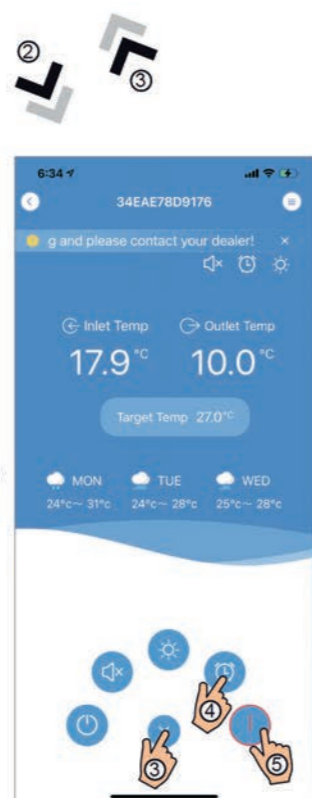 ②
③
6:34
34EAE78D9176
g and please contact your dealer! ×
Inlet Temp Outlet Temp
17.9°C 10.0°C
Target Temp 27.0°C
MON TUE WED
24°c~ 31°c 24°c~ 28°c 25°c~ 28°c
④
③ ⑤